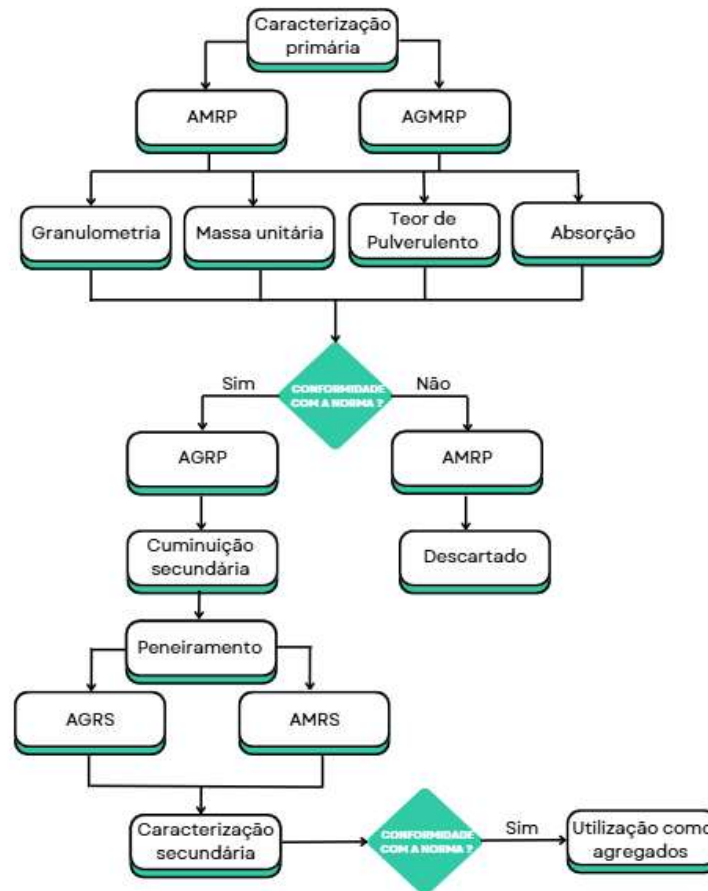 Caracterização
primária
AMRP
AGMRP
Granulometria
Massa unitária
Teor de
Pulverulento
Absorção
Sim
CONFORMIDADE
COM A NORMA ?
Não
AGRP
AMRP
Cuminuição
secundária
Descartado
Peneiramento
AGRS
AMRS
Caracterização
secundária
CONFORMIDADE
COM A NORMA ?
Sim
Utilização como
agregados